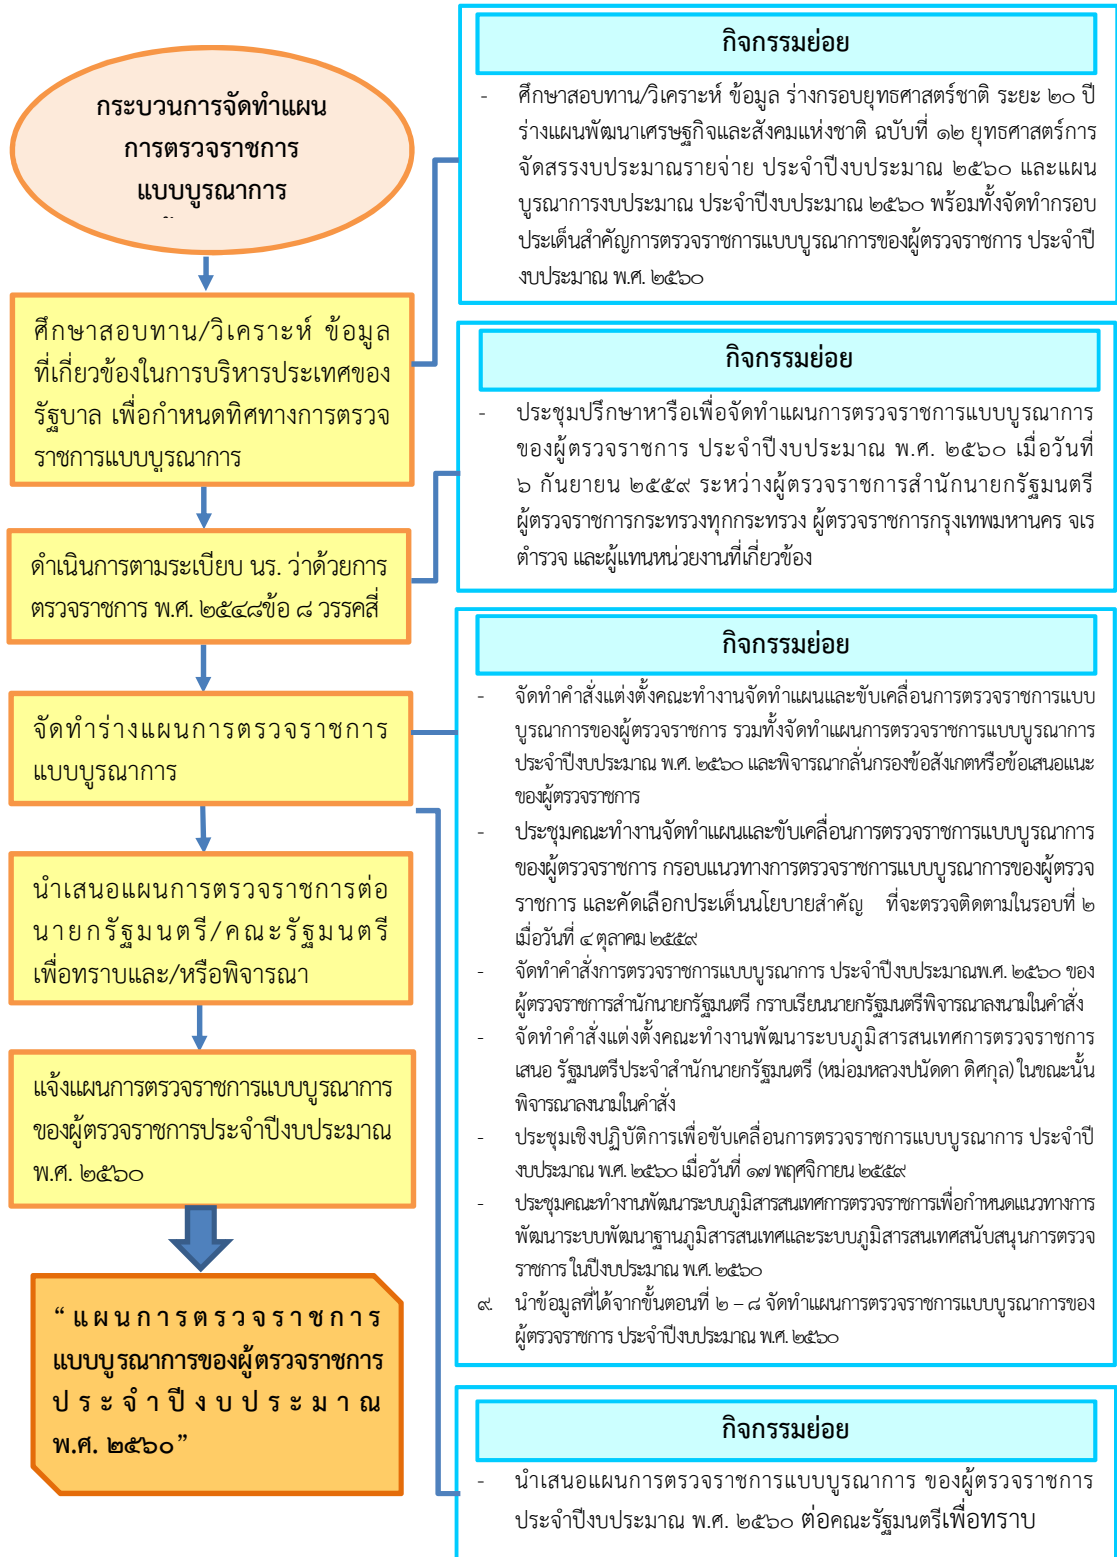 กระบวนการจัดทำแผน
การตรวจราชการ
แบบบูรณาการ
กิจกรรมย่อย
- ศึกษาสอบทาน/วิเคราะห์ ข้อมูล ร่างกรอบยุทธศาสตร์ชาติ ระยะ ๒๐ ปี
ร่างแผนพัฒนาเศรษฐกิจและสังคมแห่งชาติ ฉบับที่ ๑๒ ยุทธศาสตร์การ
จัดสรรงบประมาณรายจ่าย ประจำปีงบประมาณ ๒๕๖๐ และแผน
บูรณาการงบประมาณ ประจำปีงบประมาณ ๒๕๖๐ พร้อมทั้งจัดทำกรอบ
ประเด็นสำคัญการตรวจราชการแบบบูรณาการของผู้ตรวจราชการ ประจำปี
งบประมาณ พ.ศ. ๒๕๖๐
ศึกษาสอบทาน/วิเคราะห์ ข้อมูล
ที่เกี่ยวข้องในการบริหารประเทศของ
รัฐบาล เพื่อกำหนดทิศทางการตรวจ
ราชการแบบบูรณาการ
กิจกรรมย่อย
- ประชุมปรึกษาหารือเพื่อจัดทำแผนการตรวจราชการแบบบูรณาการ
ของผู้ตรวจราชการ ประจำปีงบประมาณ พ.ศ. ๒๕๖๐ เมื่อวันที่
๖ กันยายน ๒๕๕๙ ระหว่างผู้ตรวจราชการสำนักนายกรัฐมนตรี
ผู้ตรวจราชการกระทรวงทุกกระทรวง ผู้ตรวจราชการกรุงเทพมหานคร จเร
ตำรวจ และผู้แทนหน่วยงานที่เกี่ยวข้อง
ดำเนินการตามระเบียบ นร. ว่าด้วยการ
ตรวจราชการ พ.ศ. ๒๕๔๘ข้อ ๘ วรรคสี่
จัดทำร่างแผนการตรวจราชการ
แบบบูรณาการ
กิจกรรมย่อย
- จัดทำคำสั่งแต่งตั้งคณะทำงานจัดทำแผนและขับเคลื่อนการตรวจราชการแบบ
บูรณาการของผู้ตรวจราชการ รวมทั้งจัดทำแผนการตรวจราชการแบบบูรณาการ
ประจำปีงบประมาณ พ.ศ. ๒๕๖๐ และพิจารณากลั่นกรองข้อสังเกตหรือข้อเสนอแนะ
ของผู้ตรวจราชการ
- ประชุมคณะทำงานจัดทำแผนและขับเคลื่อนการตรวจราชการแบบบูรณาการ
ของผู้ตรวจราชการ กรอบแนวทางการตรวจราชการแบบบูรณาการของผู้ตรวจ
ราชการ และคัดเลือกประเด็นนโยบายสำคัญ ที่จะตรวจติดตามในรอบที่ ๒
เมื่อวันที่ ๔ ตุลาคม ๒๕๕๙
- จัดทำคำสั่งการตรวจราชการแบบบูรณาการ ประจำปีงบประมาณพ.ศ. ๒๕๖๐ ของ
ผู้ตรวจราชการสำนักนายกรัฐมนตรี กราบเรียนนายกรัฐมนตรีพิจารณาลงนามในคำสั่ง
- จัดทำคำสั่งแต่งตั้งคณะทำงานพัฒนาระบบภูมิสารสนเทศการตรวจราชการ
เสนอ รัฐมนตรีประจำสำนักนายกรัฐมนตรี (หม่อมหลวงปนัดดา ดิศกุล) ในขณะนั้น
พิจารณาลงนามในคำสั่ง
- ประชุมเชิงปฏิบัติการเพื่อขับเคลื่อนการตรวจราชการแบบบูรณาการ ประจำปี
งบประมาณ พ.ศ. ๒๕๖๐ เมื่อวันที่ ๑๗ พฤศจิกายน ๒๕๕๙
- ประชุมคณะทำงานพัฒนาระบบภูมิสารสนเทศการตรวจราชการเพื่อกำหนดแนวทางการ
พัฒนาระบบพัฒนาฐานภูมิสารสนเทศและระบบภูมิสารสนเทศสนับสนุนการตรวจ
ราชการ ในปีงบประมาณ พ.ศ. ๒๕๖๐
๙. นำข้อมูลที่ได้จากขั้นตอนที่ ๒ – ๘ จัดทำแผนการตรวจราชการแบบบูรณาการของ
ผู้ตรวจราชการ ประจำปีงบประมาณ พ.ศ. ๒๕๖๐
นำเสนอแผนการตรวจราชการต่อ
นายกรัฐมนตรี/คณะรัฐมนตรี
เพื่อทราบและ/หรือพิจารณา
แจ้งแผนการตรวจราชการแบบบูรณาการ
ของผู้ตรวจราชการประจำปีงบประมาณ
พ.ศ. ๒๕๖๐
“แผนการตรวจราชการ
แบบบูรณาการของผู้ตรวจราชการ
ประจำปีงบประมาณ
พ.ศ. ๒๕๖๐”
กิจกรรมย่อย
- นำเสนอแผนการตรวจราชการแบบบูรณาการ ของผู้ตรวจราชการ
ประจำปีงบประมาณ พ.ศ. ๒๕๖๐ ต่อคณะรัฐมนตรีเพื่อทราบ